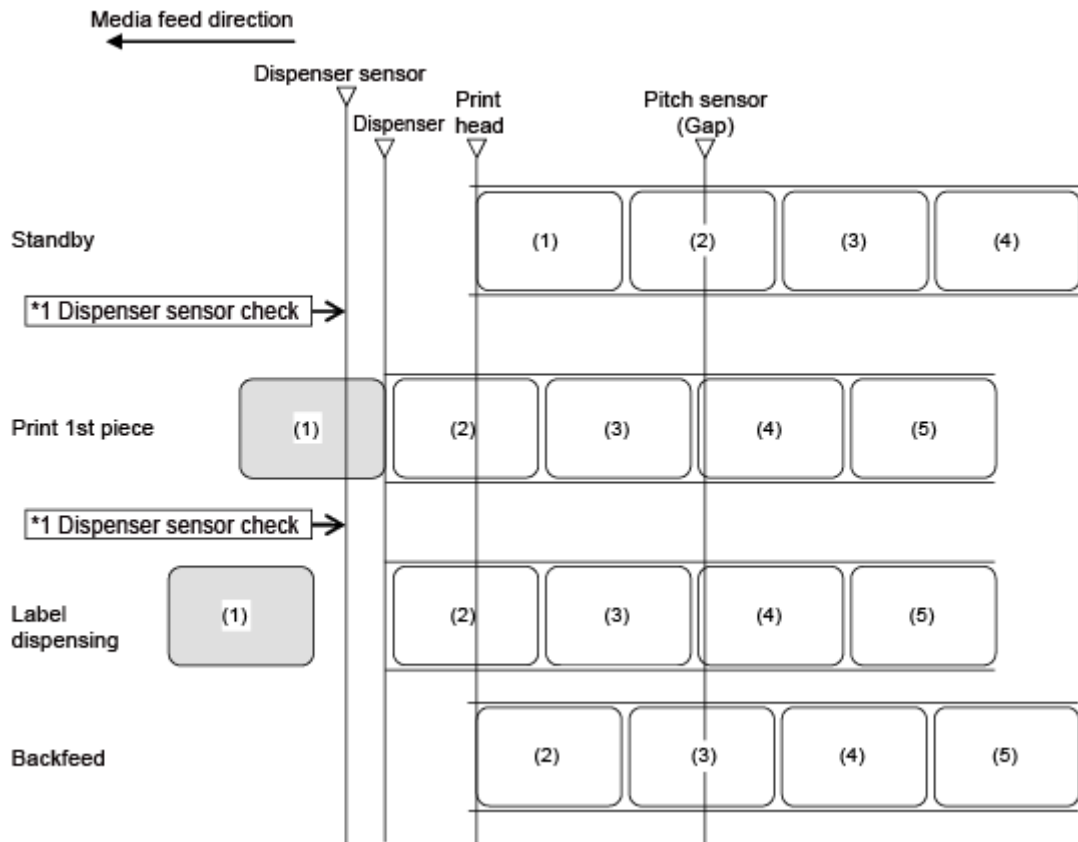 Media feed direction
Dispenser sensor
Dispenser
Print
head
Pitch sensor
(Gap)
Standby
(1)
(2)
(3)
(4)
*1 Dispenser sensor check
Print 1st piece
(1)
(2)
(3)
(4)
(5)
*1 Dispenser sensor check
Label
dispensing
(1)
(2)
(3)
(4)
(5)
Backfeed
(2)
(3)
(4)
(5)